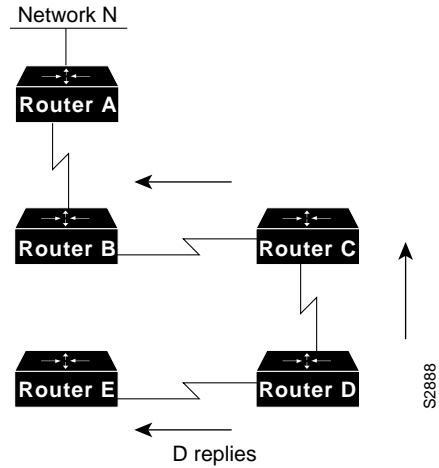 Network N
Router A
Router B
Router C
Router E
Router D
D replies
S2888